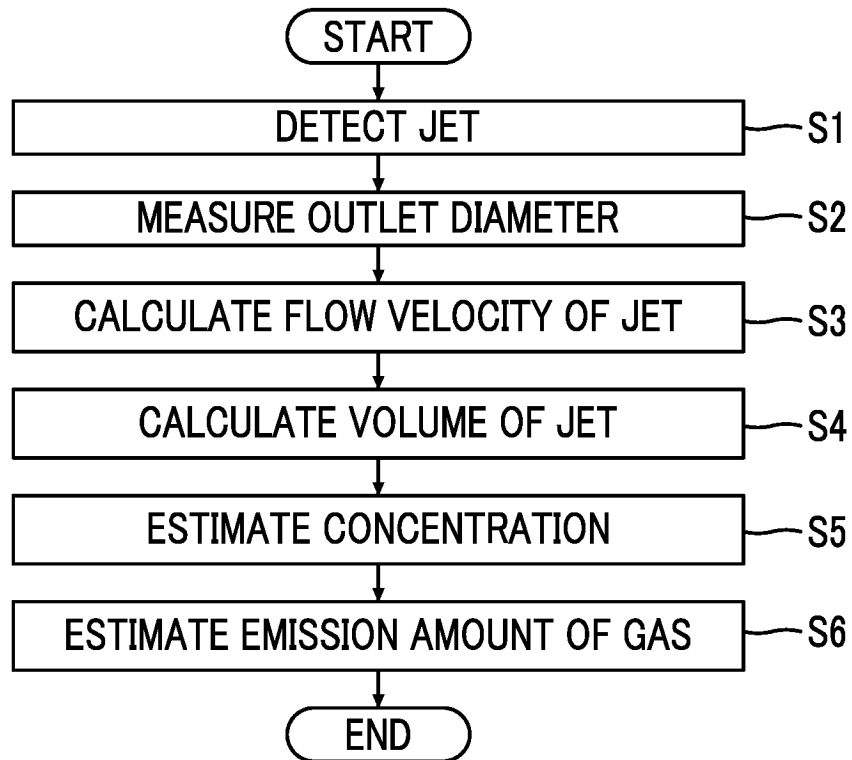 START
DETECT JET
S1
MEASURE OUTLET DIAMETER
S2
CALCULATE FLOW VELOCITY OF JET
S3
CALCULATE VOLUME OF JET
S4
ESTIMATE CONCENTRATION
S5
ESTIMATE EMISSION AMOUNT OF GAS
S6
END